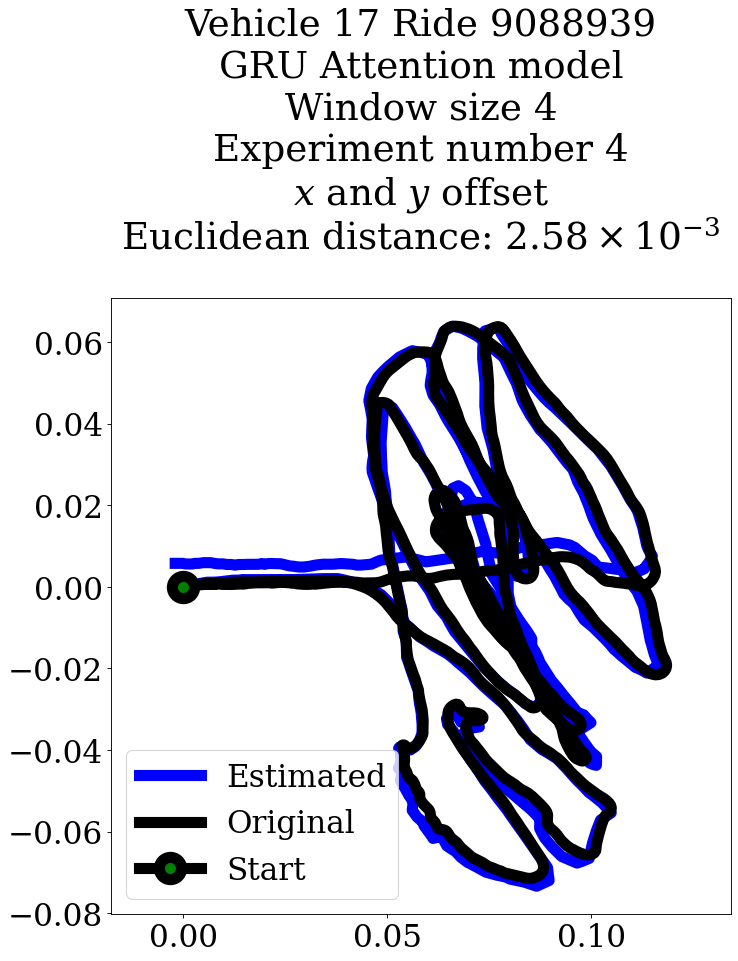 Vehicle 17 Ride 9088939
GRU Attention model
Window size 4
Experiment number 4
x and y offset
Euclidean distance: 2.58 × 10⁻³
0.06
0.04
0.02
0.00
−0.02
−0.04
−0.06
−0.08
Estimated
Original
Start
0.00 0.05 0.10